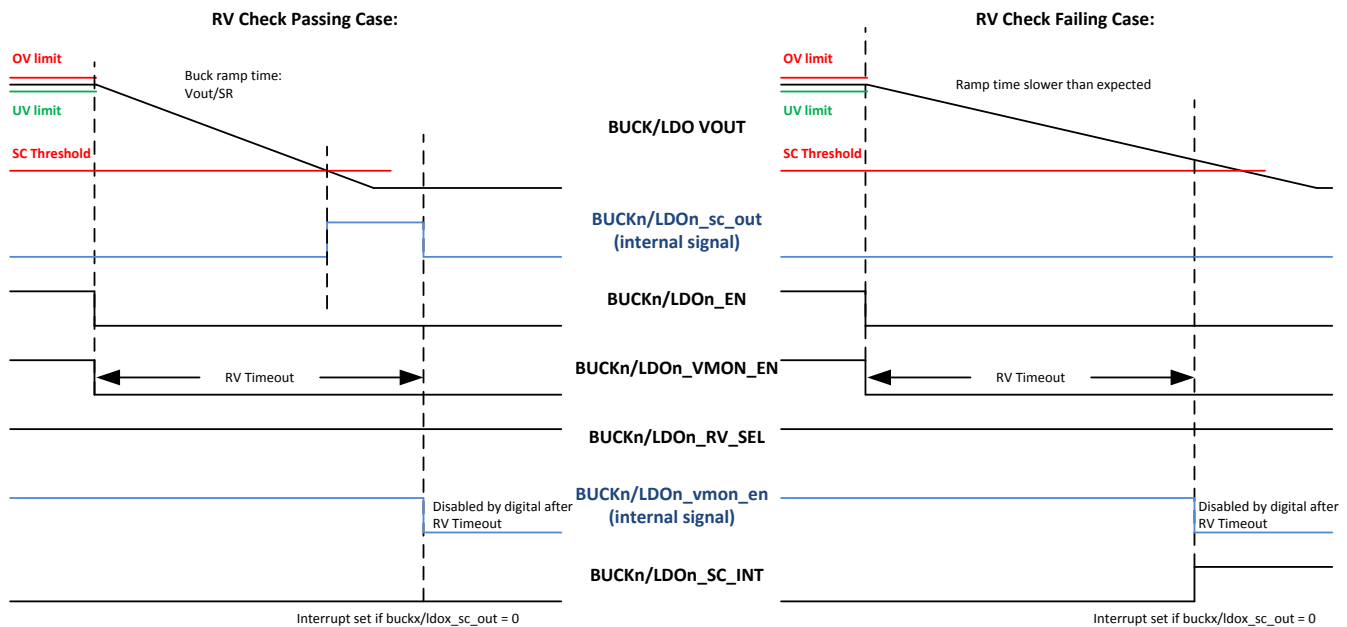 RV Check Passing Case:
OV limit
Buck ramp time:
Vout/SR
UV limit
SC Threshold
RV Timeout
Disabled by digital after
RV Timeout
Interrupt set if buckx/ldox_sc_out = 0
BUCK/LDO VOUT
BUCKn/LDOn_sc_out
(internal signal)
BUCKn/LDOn_EN
BUCKn/LDOn_VMON_EN
BUCKn/LDOn_RV_SEL
BUCKn/LDOn_vmon_en
(internal signal)
BUCKn/LDOn_SC_INT
RV Check Failing Case:
OV limit
Ramp time slower than expected
UV limit
SC Threshold
RV Timeout
Disabled by digital after
RV Timeout
Interrupt set if buckx/ldox_sc_out = 0